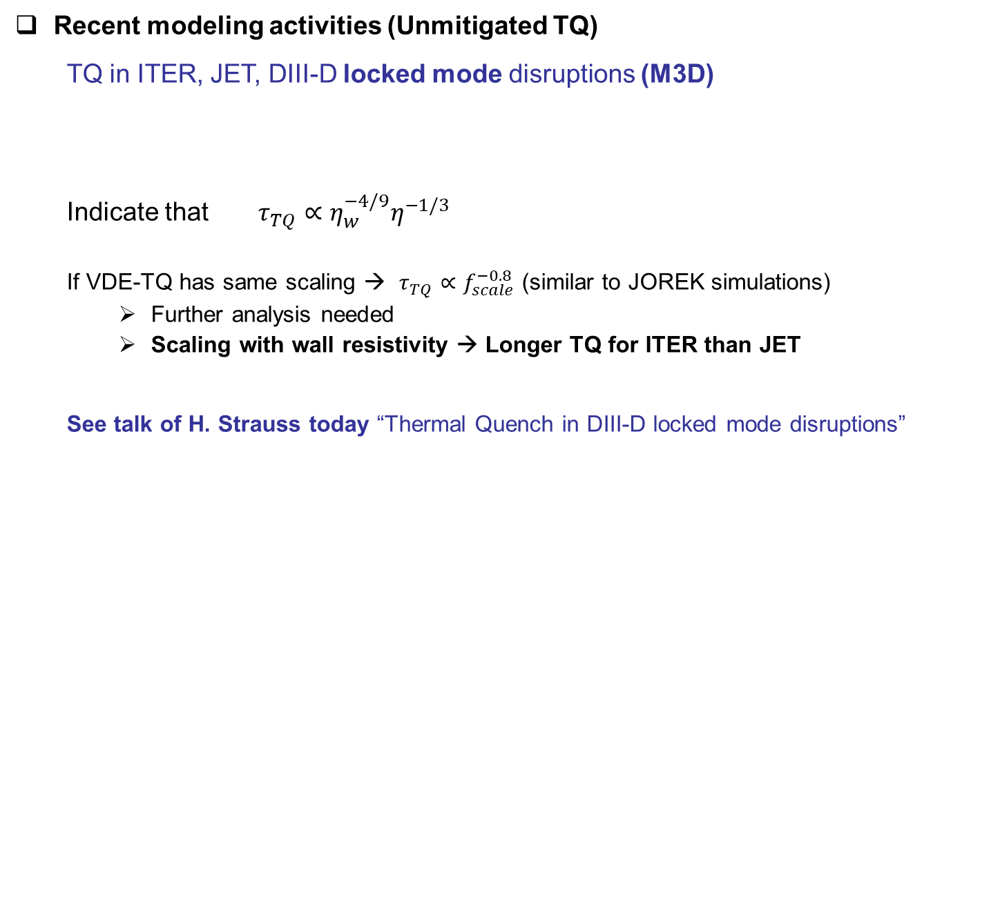 ❑ Recent modeling activities (Unmitigated TQ)
TQ in ITER, JET, DIII-D locked mode disruptions (M3D)
Indicate that τ_TQ ∝ η_w^{−4/9} η^{−1/3}
If VDE-TQ has same scaling → τ_TQ ∝ f_scale^{−0.8} (similar to JOREK simulations)
➢ Further analysis needed
➢ Scaling with wall resistivity → Longer TQ for ITER than JET
See talk of H. Strauss today “Thermal Quench in DIII-D locked mode disruptions”